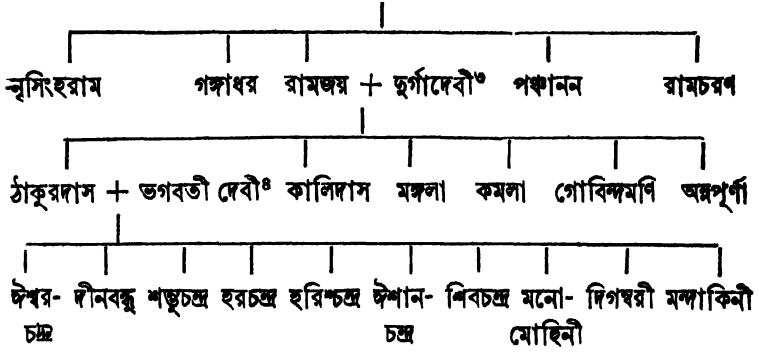 নৃসিংহরাম গঙ্গাধর রামজয় + দুর্গাদেবী৩ পঞ্চানন রামচরণ
ঠাকুরদাস + ভগবতী দেবী৪ কালিদাস মঙ্গলা কমলা গোবিন্দমণি অন্নপূর্ণা
ঈশ্বর- দীনবন্ধু শম্ভুচন্দ্র হরচন্দ্র হরিশ্চন্দ্র ঈশান- শিবচন্দ্র মনো- দিগম্বরী মন্দাকিনী
চন্দ্র চন্দ্র মোহিনী